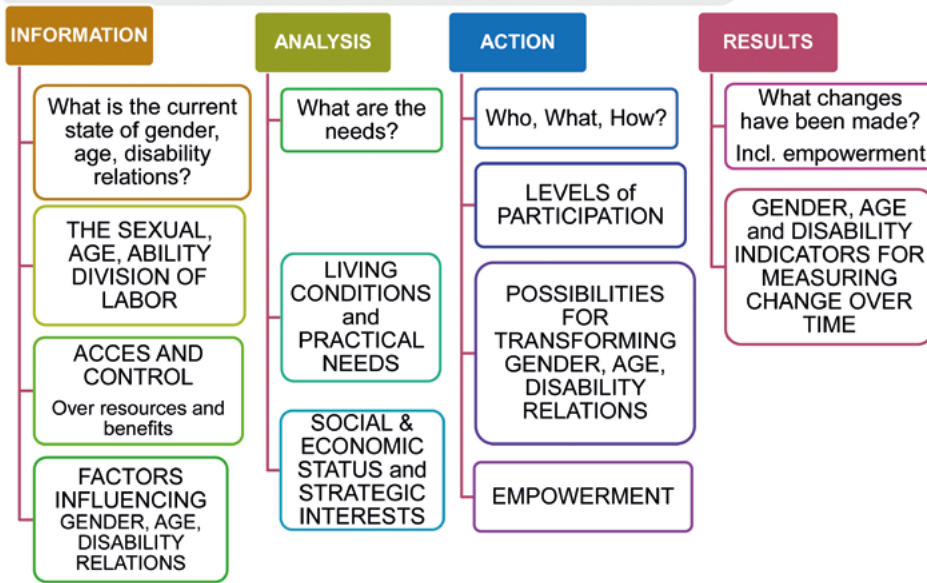 INFORMATION
What is the current
state of gender,
age, disability
relations?
THE SEXUAL,
AGE, ABILITY
DIVISION OF
LABOR
ACCES AND
CONTROL
Over resources and
benefits
FACTORS
INFLUENCING
GENDER, AGE,
DISABILITY
RELATIONS
ANALYSIS
What are the
needs?
LIVING
CONDITIONS
and
PRACTICAL
NEEDS
SOCIAL &
ECONOMIC
STATUS and
STRATEGIC
INTERESTS
ACTION
Who, What, How?
LEVELS of
PARTICIPATION
POSSIBILITIES
FOR
TRANSFORMING
GENDER, AGE,
DISABILITY
RELATIONS
EMPOWERMENT
RESULTS
What changes
have been made?
Incl. empowerment
GENDER, AGE
and DISABILITY
INDICATORS FOR
MEASURING
CHANGE OVER
TIME